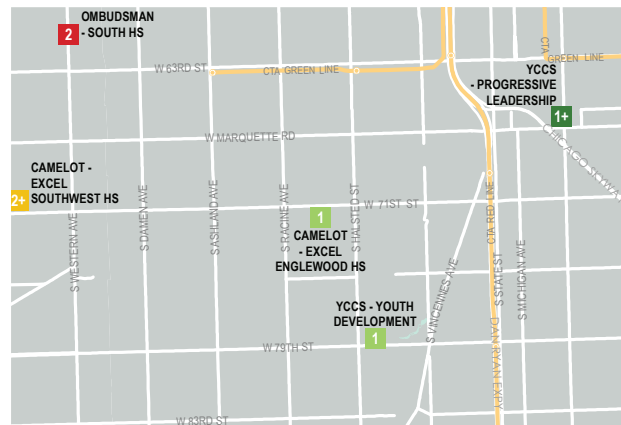 OMBUDSMAN
- SOUTH HS
2
W 63RD ST
CTA GREEN LINE
CTA
GREEN LINE
YCCS
- PROGRESSIVE
LEADERSHIP
1+
W MARQUETTE RD
CHICAGO SKYWA
CAMELOT -
EXCEL
SOUTHWEST HS
2+
W 71ST ST
1
CAMELOT
- EXCEL
ENGLEWOOD HS
S WESTERN AVE
S DAMEN AVE
S ASHLAND AVE
S RACINE AVE
S HALSTED ST
S VINCENNES AVE
CTA RED LINE
S STATE ST
S MICHIGAN AVE
DAN RYAN EXPY
YCCS - YOUTH
DEVELOPMENT
1
W 79TH ST
W 83RD ST